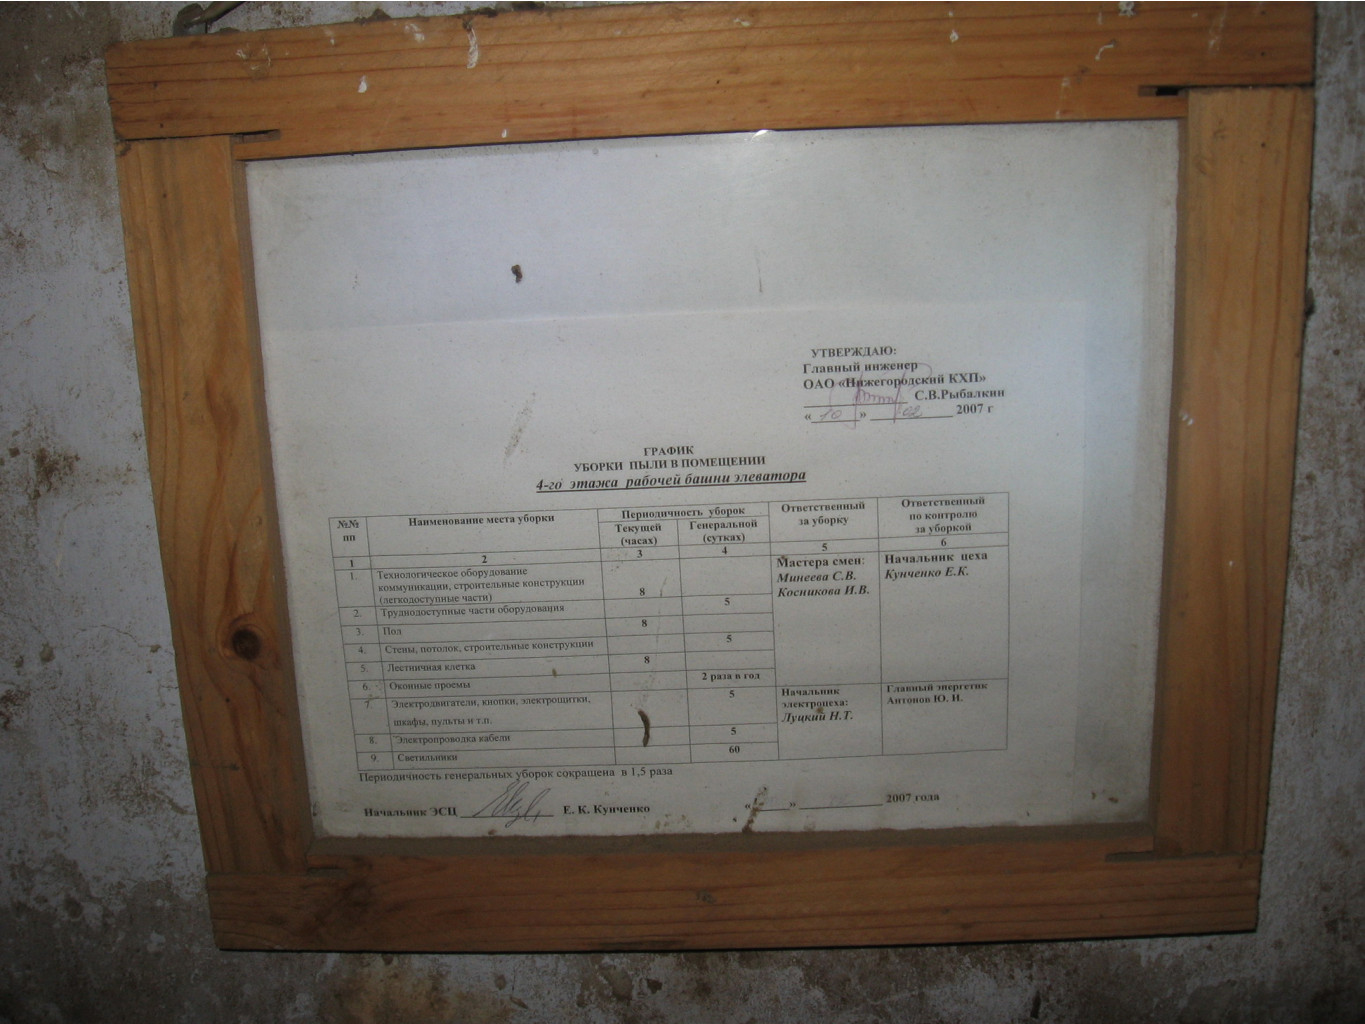 УТВЕРЖДАЮ:
Главный инженер
ОАО «Нижегородский КХП»
С.В.Рыбалкин
« 10 » 02 2007 г
ГРАФИК
УБОРКИ ПЫЛИ В ПОМЕЩЕНИИ
4-го этажа рабочей башни элеватора
№№ пп
Наименование места уборки
Периодичность уборок
Текущей (часах)
Генеральной (сутках)
Ответственный за уборку
Ответственный по контролю за уборкой
1 2 3 4 5 6
1. Технологическое оборудование
коммуникации, строительные конструкции
(легкодоступные части) 8
2. Труднодоступные части оборудования 5
3. Пол 8
4. Стены, потолок, строительные конструкции 5
5. Лестничная клетка 8
6. Оконные проемы 2 раза в год
Мастера смен:
Минеева С.В.
Косникова И.В.
Начальник цеха
Кунченко Е.К.
7. Электродвигатели, кнопки, электрощитки, 5
шкафы, пульты и т.п.
8. Электропроводка кабели 5
9. Светильники 60
Начальник
электроцеха:
Луцкий Н.Т.
Главный энергетик
Антонов Ю. И.
Периодичность генеральных уборок сокращена в 1,5 раза
Начальник ЭСЦ Е. К. Кунченко « » 2007 года